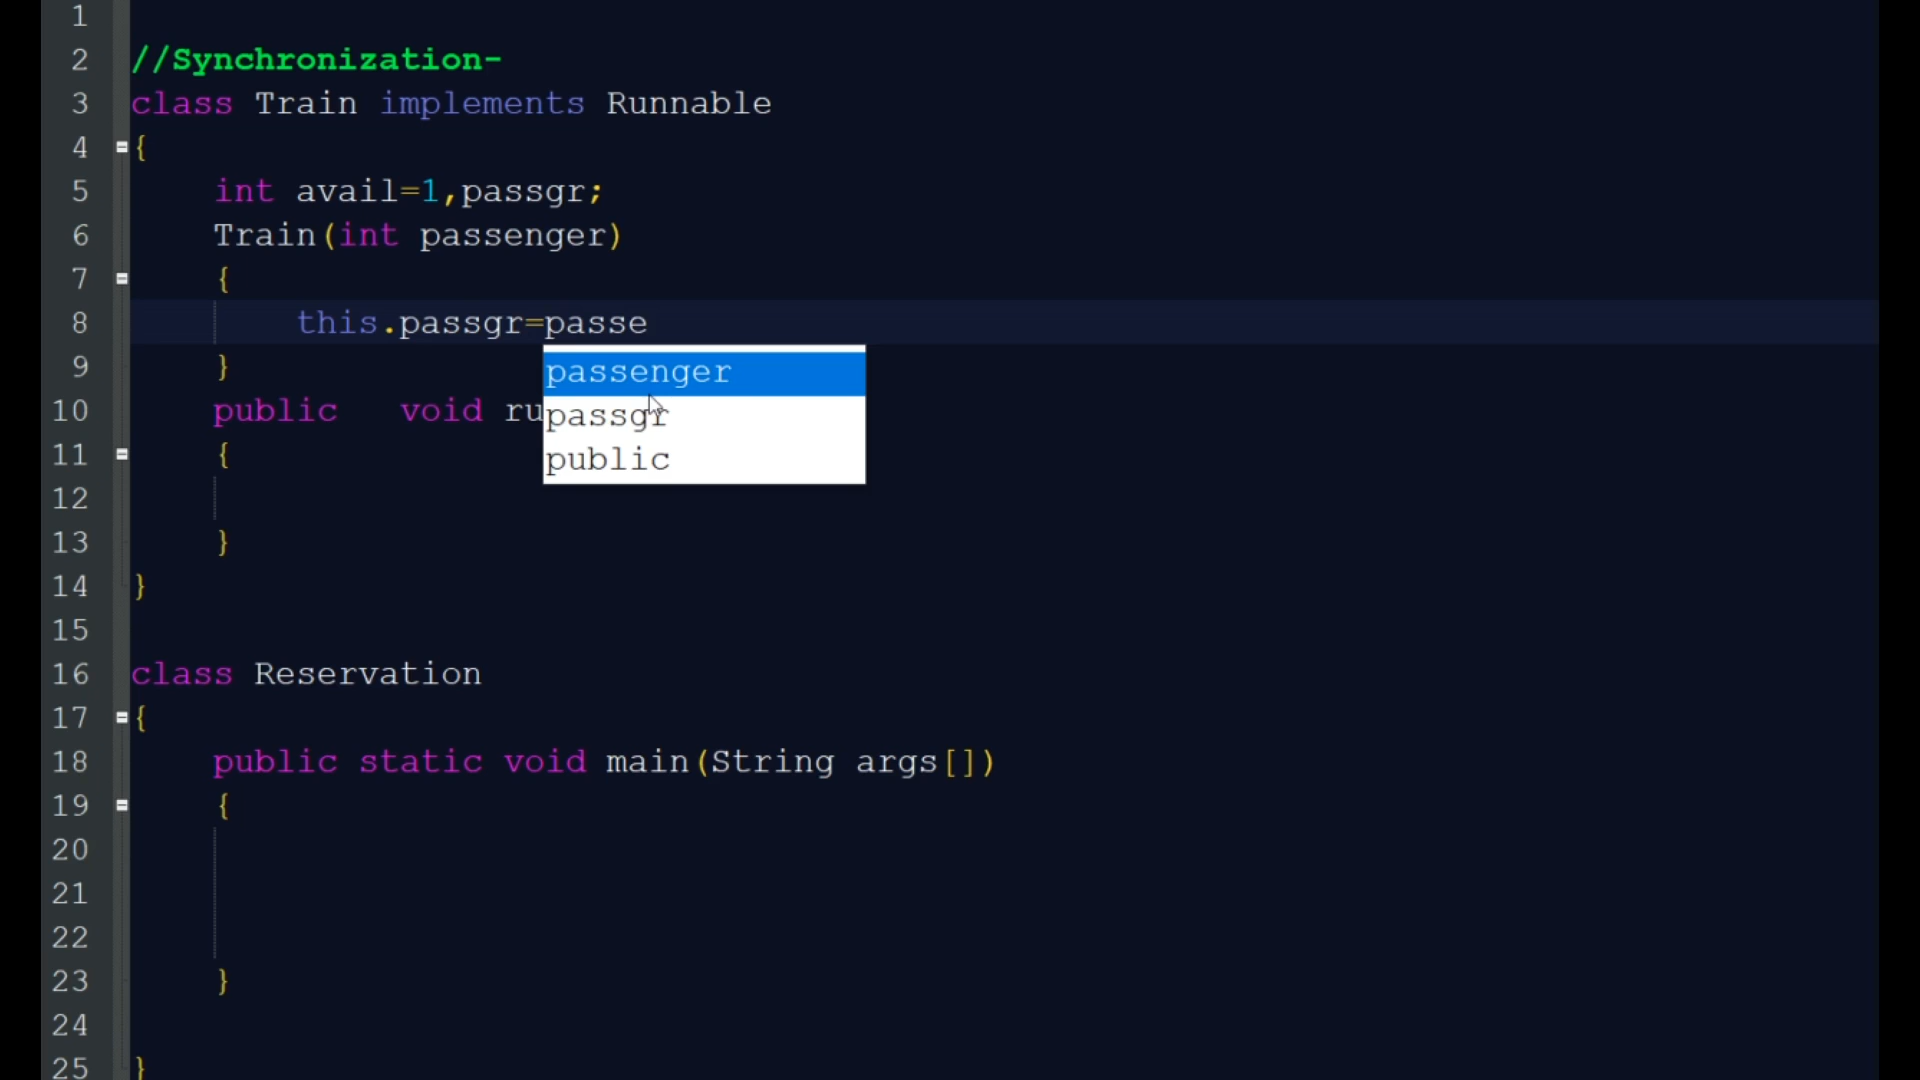 1
2 //Synchronization-
3 class Train implements Runnable
4 {
5 int avail=1,passgr;
6 Train(int passenger)
7 {
8 this.passgr=passe
passenger
9 }
10 public void ru
passgr
11 {
public
12
13 }
14 }
15
16 class Reservation
17 {
18 public static void main(String args[])
19 {
20
21
22
23 }
24
25 }